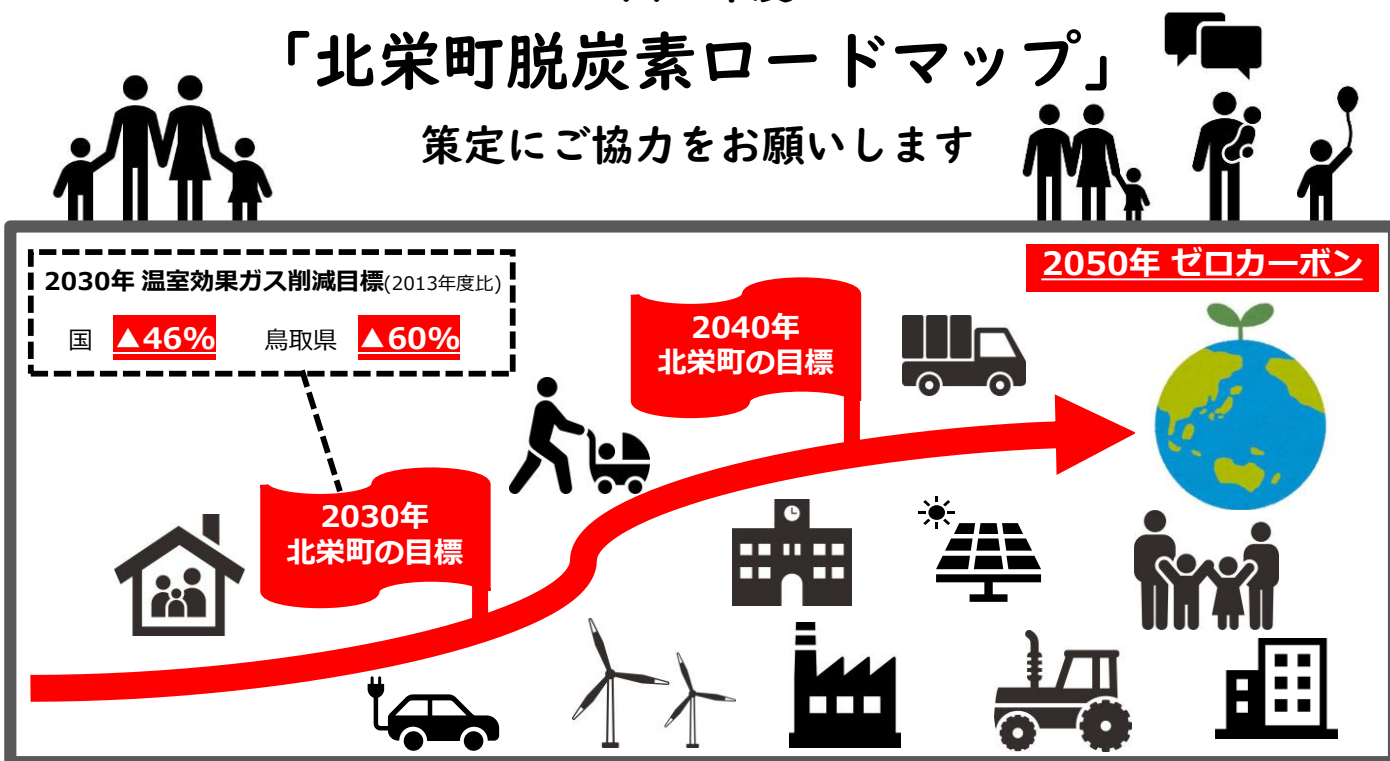 「北栄町脱炭素ロードマップ」
策定にご協力をお願いします
2030年 温室効果ガス削減目標(2013年度比)
国 ▲46% 鳥取県 ▲60%
2050年 ゼロカーボン
2040年
北栄町の目標
2030年
北栄町の目標